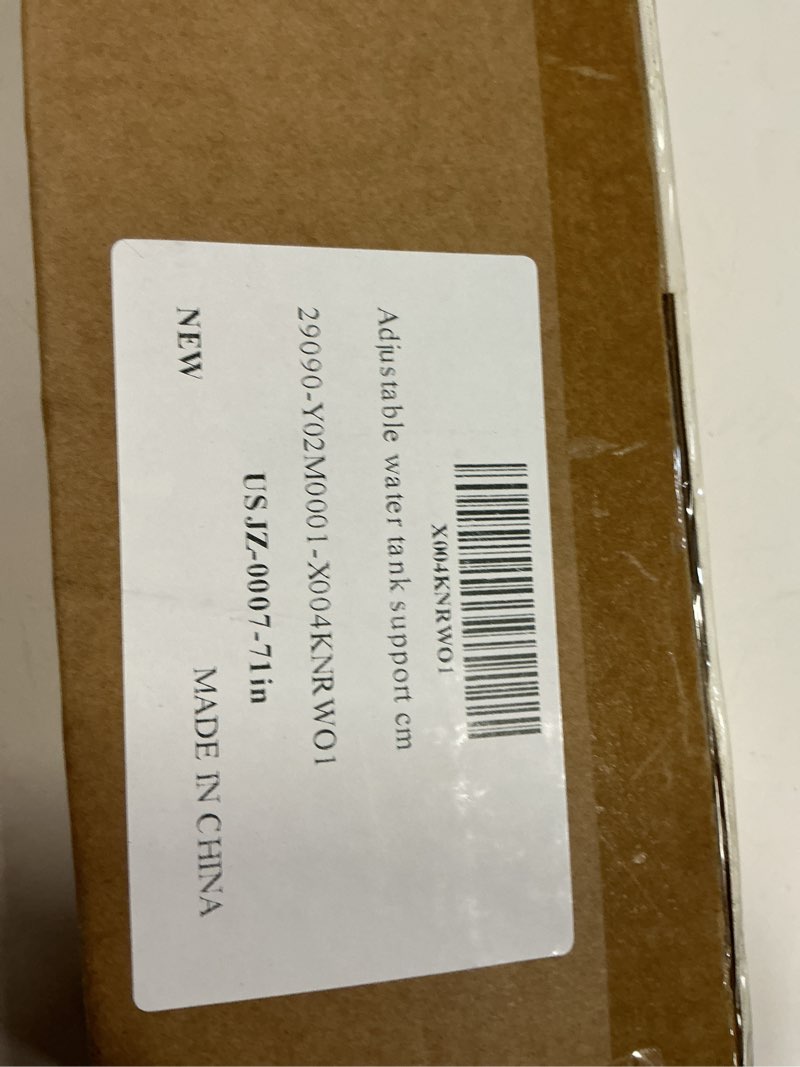 X004KNRWO1
Adjustable water tank support cm
29090-Y02M0001-X004KNRWO1
USJZ-0007-71in
NEW
MADE IN CHINA